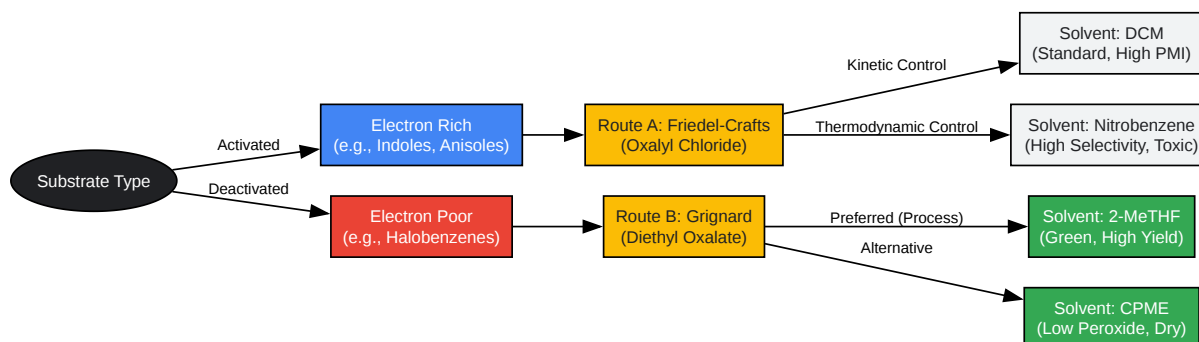 Substrate Type
Activated
Deactivated
Electron Rich
(e.g., Indoles, Anisoles)
Electron Poor
(e.g., Halobenzenes)
Route A: Friedel-Crafts
(Oxalyl Chloride)
Route B: Grignard
(Diethyl Oxalate)
Kinetic Control
Thermodynamic Control
Preferred (Process)
Alternative
Solvent: DCM
(Standard, High PMI)
Solvent: Nitrobenzene
(High Selectivity, Toxic)
Solvent: 2-MeTHF
(Green, High Yield)
Solvent: CPME
(Low Peroxide, Dry)